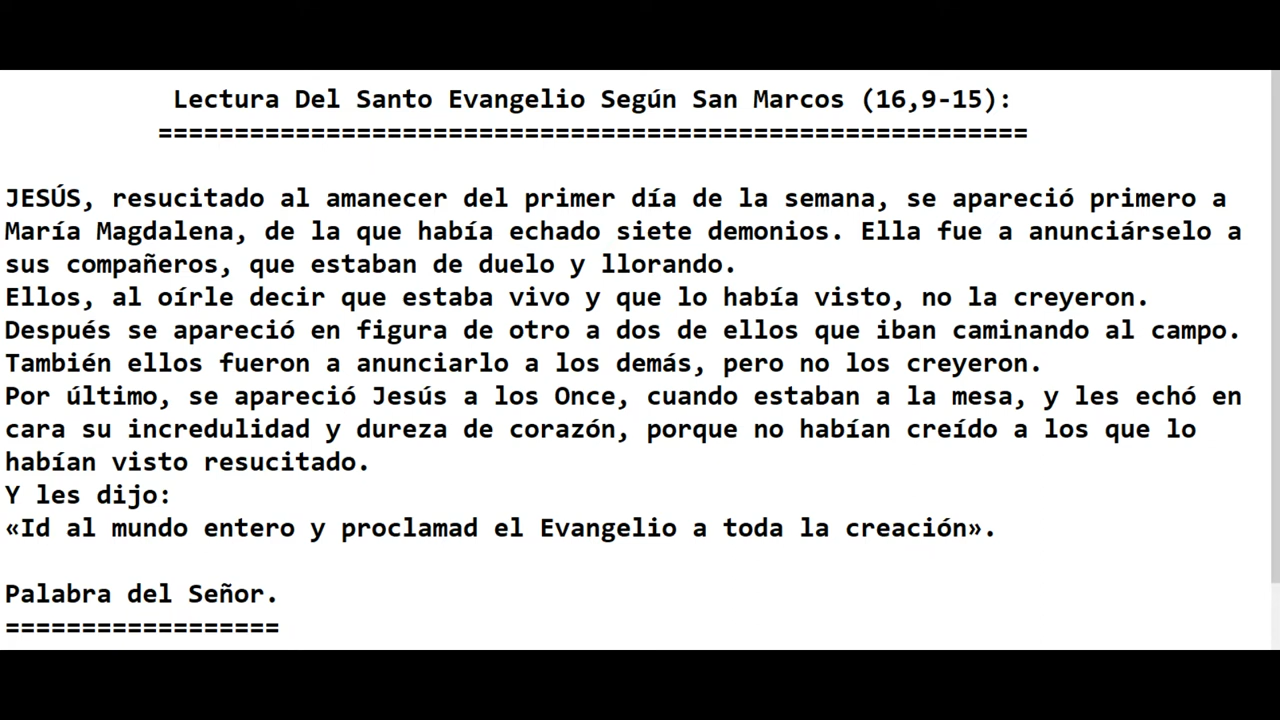 Lectura Del Santo Evangelio Según San Marcos (16,9-15):
=========================================================
JESÚS, resucitado al amanecer del primer día de la semana, se apareció primero a
María Magdalena, de la que había echado siete demonios. Ella fue a anunciárselo a
sus compañeros, que estaban de duelo y llorando.
Ellos, al oírle decir que estaba vivo y que lo había visto, no la creyeron.
Después se apareció en figura de otro a dos de ellos que iban caminando al campo.
También ellos fueron a anunciarlo a los demás, pero no los creyeron.
Por último, se apareció Jesús a los Once, cuando estaban a la mesa, y les echó en
cara su incredulidad y dureza de corazón, porque no habían creído a los que lo
habían visto resucitado.
Y les dijo:
«Id al mundo entero y proclamad el Evangelio a toda la creación».
Palabra del Señor.
==================